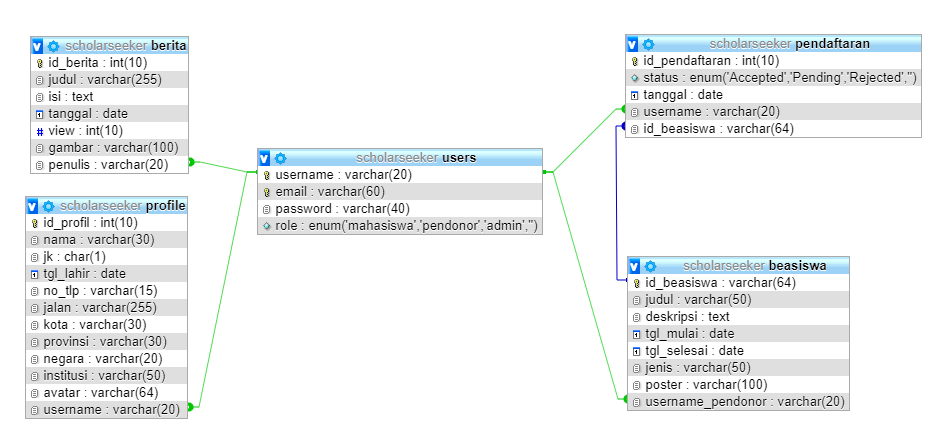 scholarseeker berita
id_berita : int(10)
judul : varchar(255)
isi : text
tanggal : date
view : int(10)
gambar : varchar(100)
penulis : varchar(20)
scholarseeker profile
id_profil : int(10)
nama : varchar(30)
jk : char(1)
tgl_lahir : date
no_tlp : varchar(15)
jalan : varchar(255)
kota : varchar(30)
provinsi : varchar(30)
negara : varchar(20)
institusi : varchar(50)
avatar : varchar(64)
username : varchar(20)
scholarseeker users
username : varchar(20)
email : varchar(60)
password : varchar(40)
role : enum('mahasiswa','pendonor','admin','')
scholarseeker pendaftaran
id_pendaftaran : int(10)
status : enum('Accepted','Pending','Rejected','')
tanggal : date
username : varchar(20)
id_beasiswa : varchar(64)
scholarseeker beasiswa
id_beasiswa : varchar(64)
judul : varchar(50)
deskripsi : text
tgl_mulai : date
tgl_selesai : date
jenis : varchar(50)
poster : varchar(100)
username_pendonor : varchar(20)